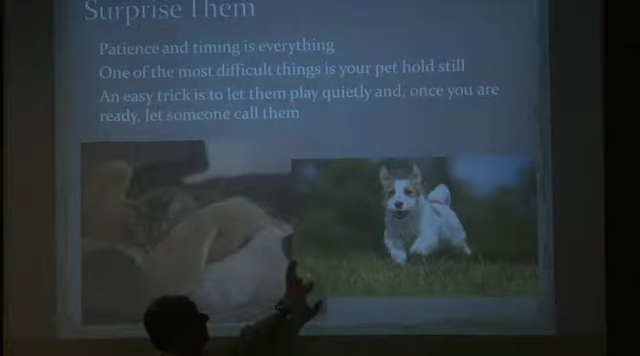 Surprise Them
Patience and timing is everything
One of the most difficult things is your pet hold still
An easy trick is to let them play quietly and, once you are
ready, let someone call them